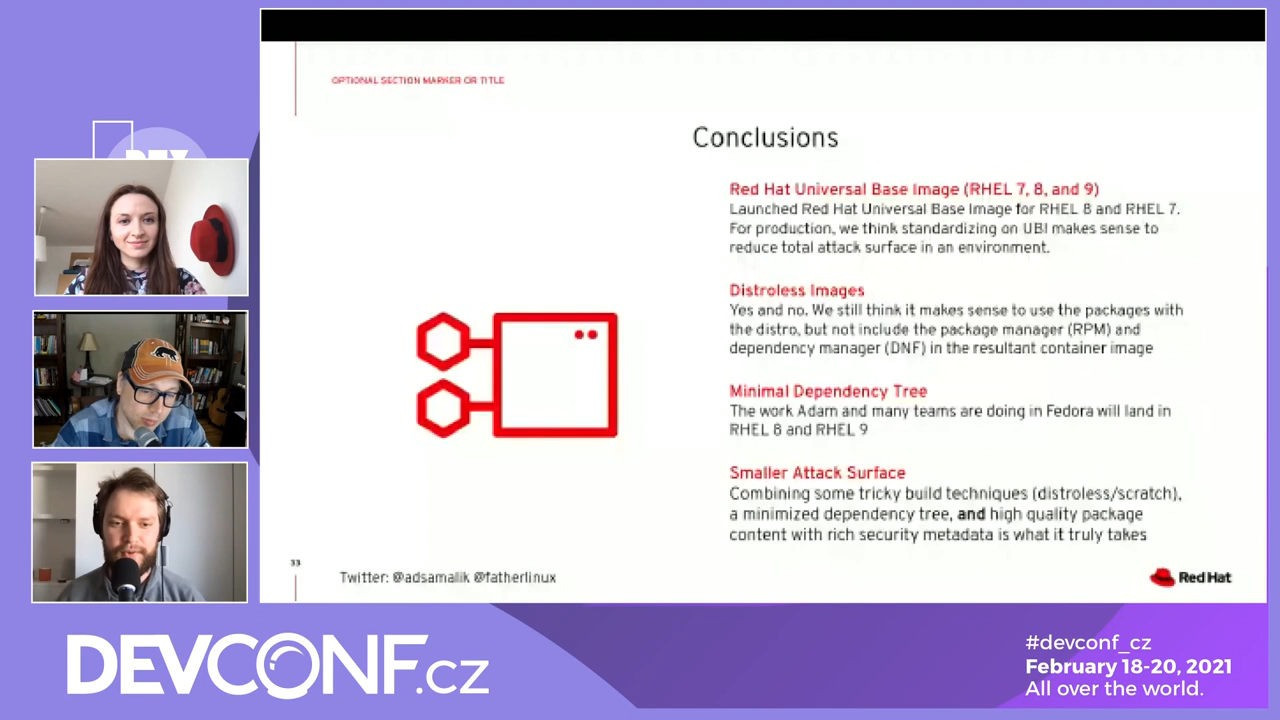 OPTIONAL SECTION MARKER OR TITLE
Conclusions
Red Hat Universal Base Image (RHEL 7, 8, and 9)
Launched Red Hat Universal Base Image for RHEL 8 and RHEL 7.
For production, we think standardizing on UBI makes sense to
reduce total attack surface in an environment.
Distroless Images
Yes and no. We still think it makes sense to use the packages with
the distro, but not include the package manager (RPM) and
dependency manager (DNF) in the resultant container image
Minimal Dependency Tree
The work Adam and many teams are doing in Fedora will land in
RHEL 8 and RHEL 9
Smaller Attack Surface
Combining some tricky build techniques (distroless/scratch),
a minimized dependency tree, and high quality package
content with rich security metadata is what it truly takes
33
Twitter: @adsamalik @fatherlinux
Red Hat
DEVCONF.cz
#devconf_cz
February 18-20, 2021
All over the world.